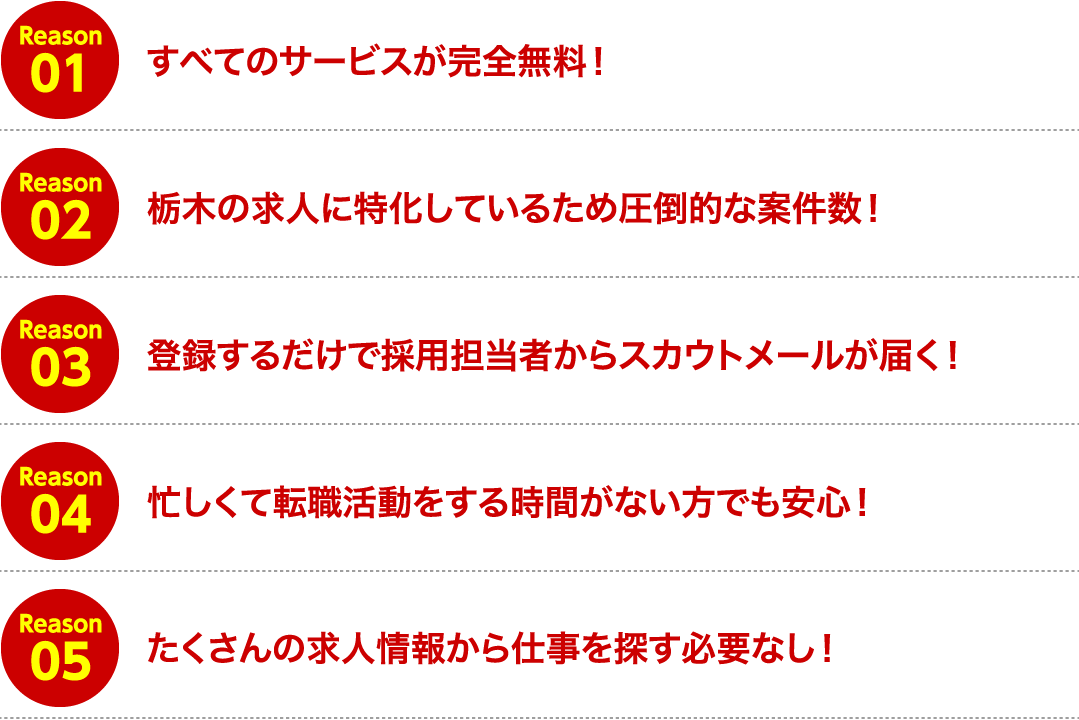 Reason
01
すべてのサービスが完全無料！
Reason
02
栃木の求人に特化しているため圧倒的な案件数！
Reason
03
登録するだけで採用担当者からスカウトメールが届く！
Reason
04
忙しくて転職活動をする時間がない方でも安心！
Reason
05
たくさんの求人情報から仕事を探す必要なし！